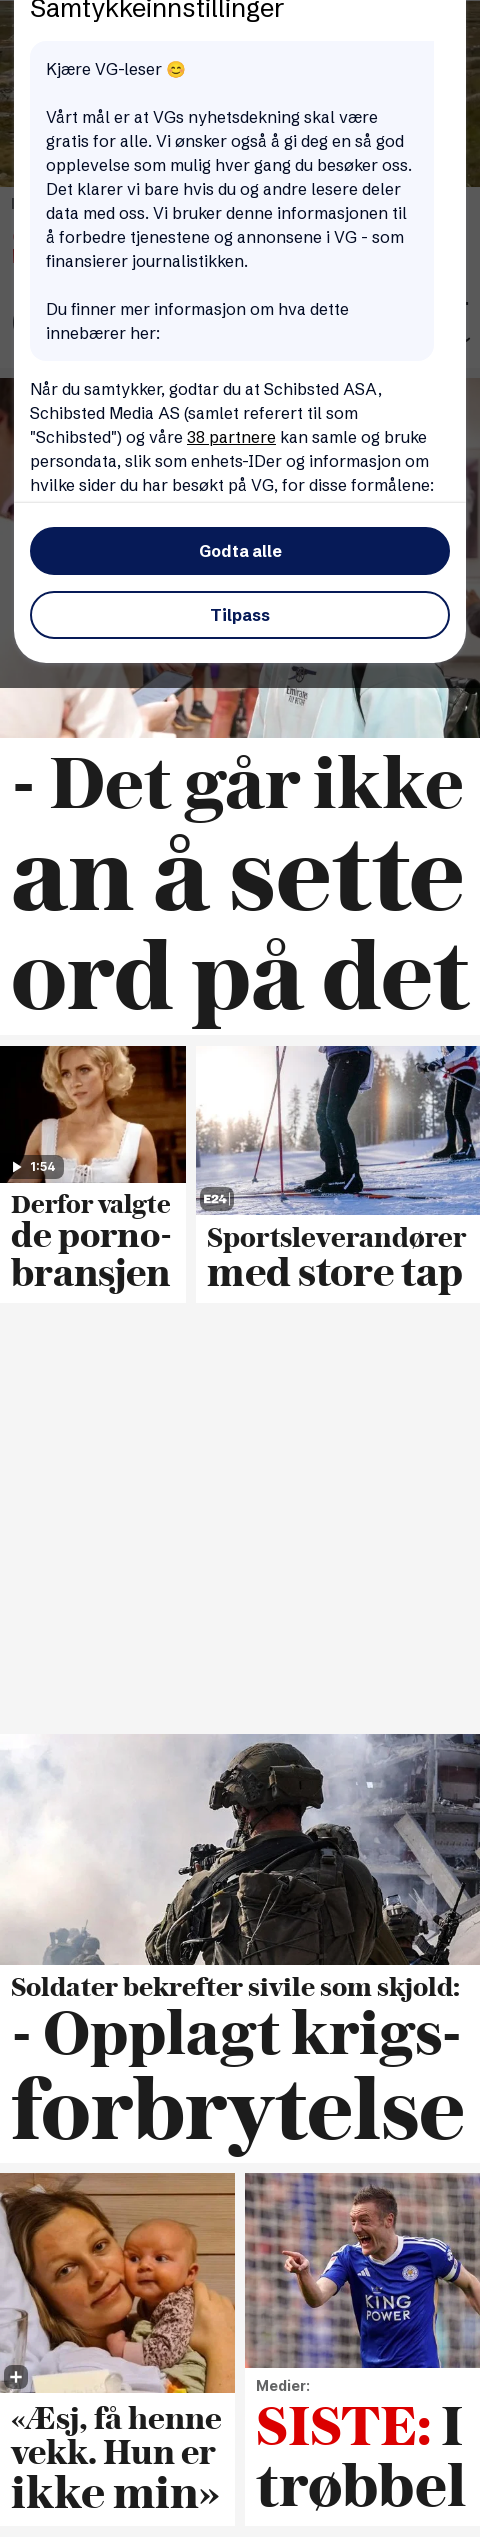 Samtykkeinnstillinger
Kjære VG-leser 😊
Vårt mål er at VGs nyhetsdekning skal være
gratis for alle. Vi ønsker også å gi deg en så god
opplevelse som mulig hver gang du besøker oss.
Det klarer vi bare hvis du og andre lesere deler
data med oss. Vi bruker denne informasjonen til
å forbedre tjenestene og annonsene i VG - som
finansierer journalistikken.
Du finner mer informasjon om hva dette
innebærer her:
Når du samtykker, godtar du at Schibsted ASA,
Schibsted Media AS (samlet referert til som
"Schibsted") og våre 38 partnere kan samle og bruke
persondata, slik som enhets-IDer og informasjon om
hvilke sider du har besøkt på VG, for disse formålene:
Godta alle
Tilpass
- Det går ikke
an å sette
ord på det
1:54
Derfor valgte
de porno-
bransjen
E24
Sportsleverandører
med store tap
Soldater bekrefter sivile som skjold:
- Opplagt krigs-
forbrytelse
«Æsj, få henne
vekk. Hun er
ikke min»
KING
POWER
Medier:
SISTE: I
trøbbel